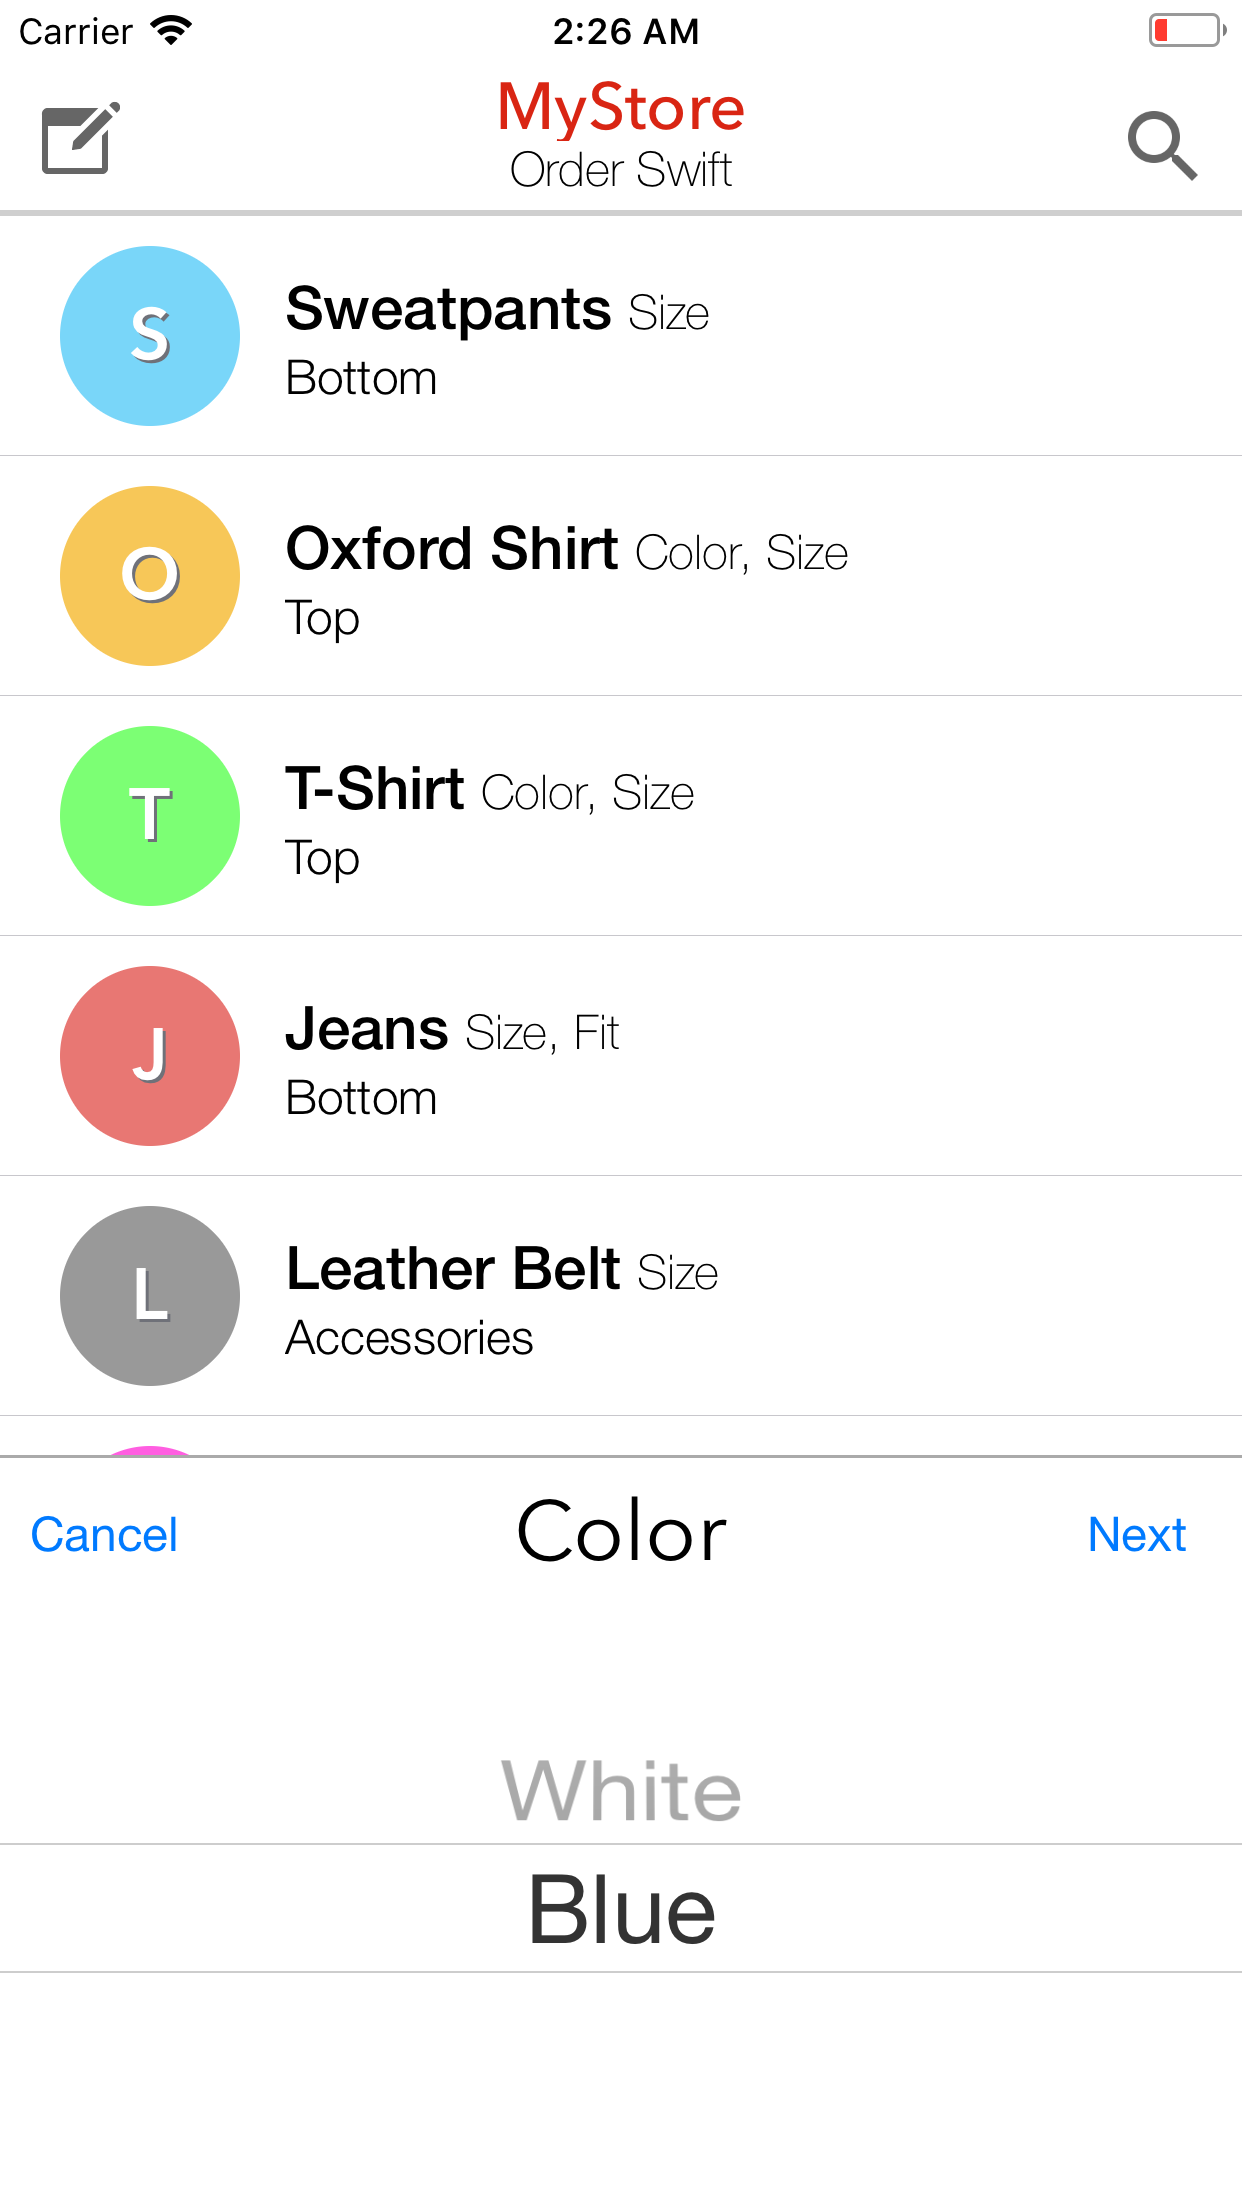 Carrier 2:26 AM
MyStore
Order Swift
S
Sweatpants Size
Bottom
O
Oxford Shirt Color, Size
Top
T
T-Shirt Color, Size
Top
J
Jeans Size, Fit
Bottom
L
Leather Belt Size
Accessories
Cancel Color Next
White
Blue